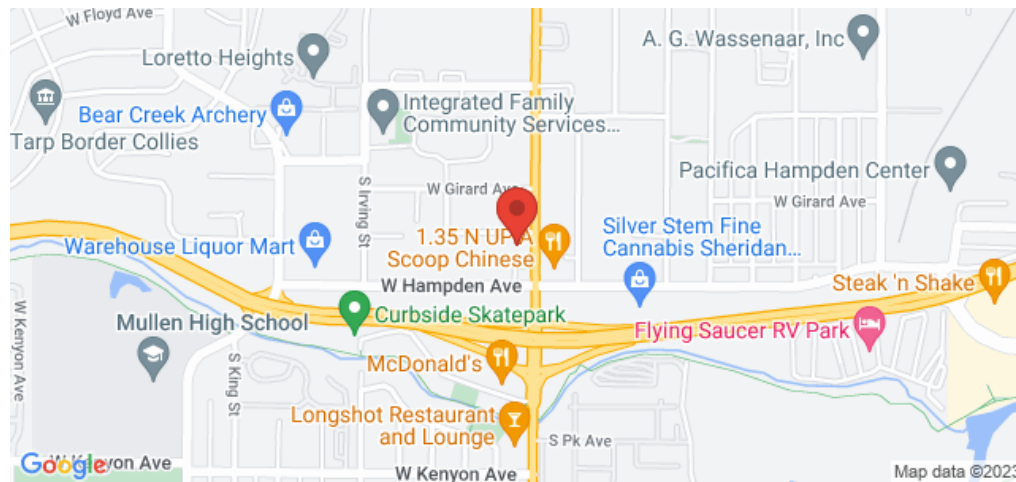 W Floyd Ave
Loretto Heights
A. G. Wassenaar, Inc
Bear Creek Archery
Integrated Family
Community Services...
Tarp Border Collies
Pacifica Hampden Center
S Irving St
W Girard Ave
W Girard Ave
1.35 N UP A
Scoop Chinese
Silver Stem Fine
Cannabis Sheridan...
Warehouse Liquor Mart
W Hampden Ave
Steak 'n Shake
Curbside Skatepark
Mullen High School
Flying Saucer RV Park
W Kenyon Ave
S King St
McDonald's
Longshot Restaurant
and Lounge
S Pk Ave
Google
W Kenyon Ave
W Kenyon Ave
Map data ©2023